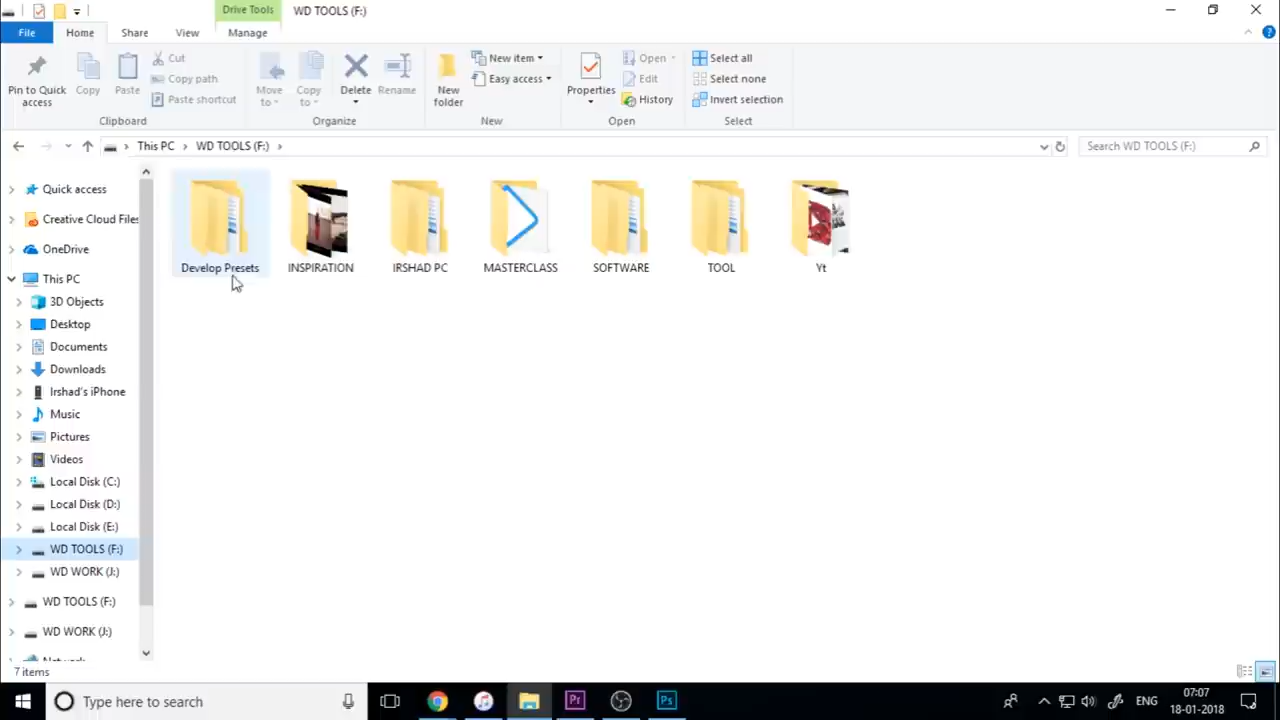 Drive Tools
WD TOOLS (F:)
File
Home
Share
View
Manage
Pin to Quick access
Copy
Paste
Cut
Copy path
Paste shortcut
Clipboard
Move to
Copy to
Delete
Rename
Organize
New folder
New item
Easy access
New
Properties
Open
Edit
History
Open
Select all
Select none
Invert selection
Select
This PC
WD TOOLS (F:)
Search WD TOOLS (F:)
Quick access
Creative Cloud Files
OneDrive
This PC
3D Objects
Desktop
Documents
Downloads
Irshad's iPhone
Music
Pictures
Videos
Local Disk (C:)
Local Disk (D:)
Local Disk (E:)
WD TOOLS (F:)
WD WORK (J:)
WD TOOLS (F:)
WD WORK (J:)
Develop Presets
INSPIRATION
IRSHAD PC
MASTERCLASS
SOFTWARE
TOOL
Yt
7 items
Type here to search
Pr
Ps
ENG
07:07
18-01-2018